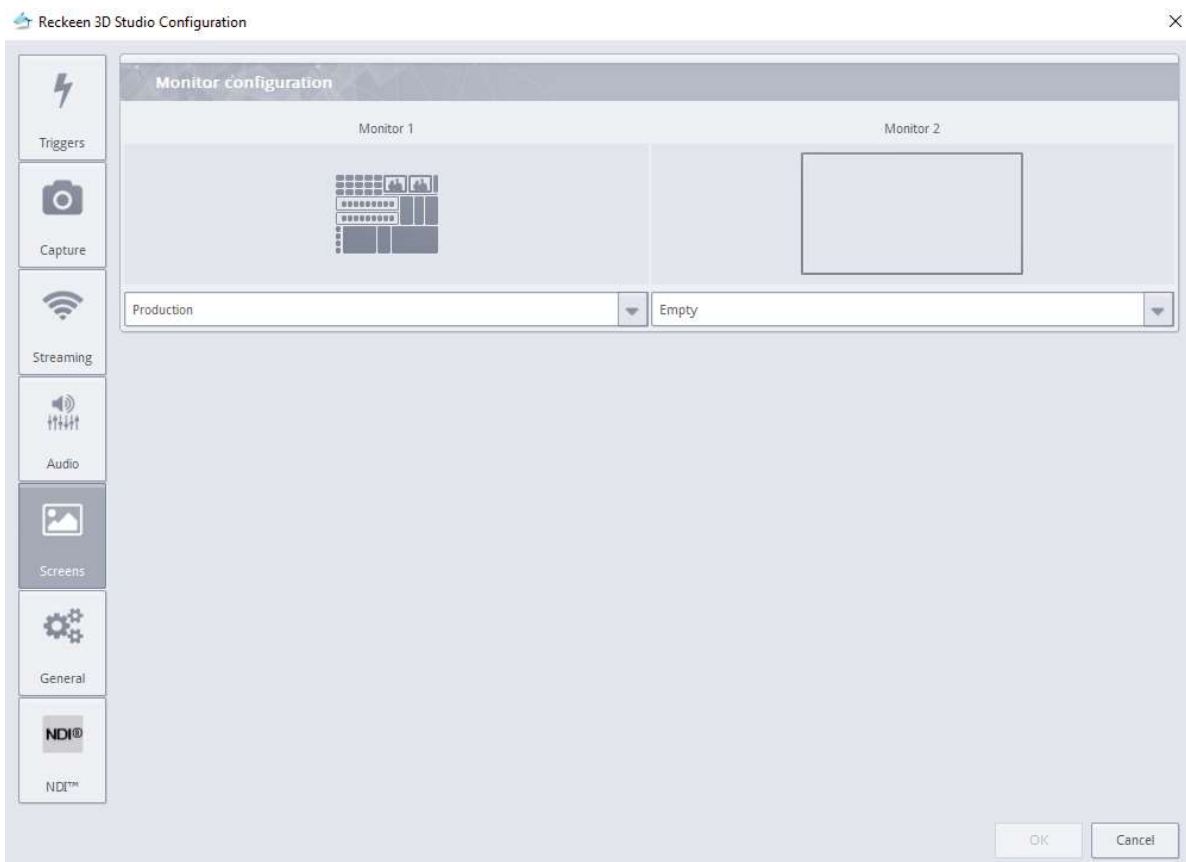 Reckeen 3D Studio Configuration
Triggers
Capture
Streaming
Audio
Screens
General
NDI®
NDI™
Monitor configuration
Monitor 1
Monitor 2
Production
Empty
OK
Cancel